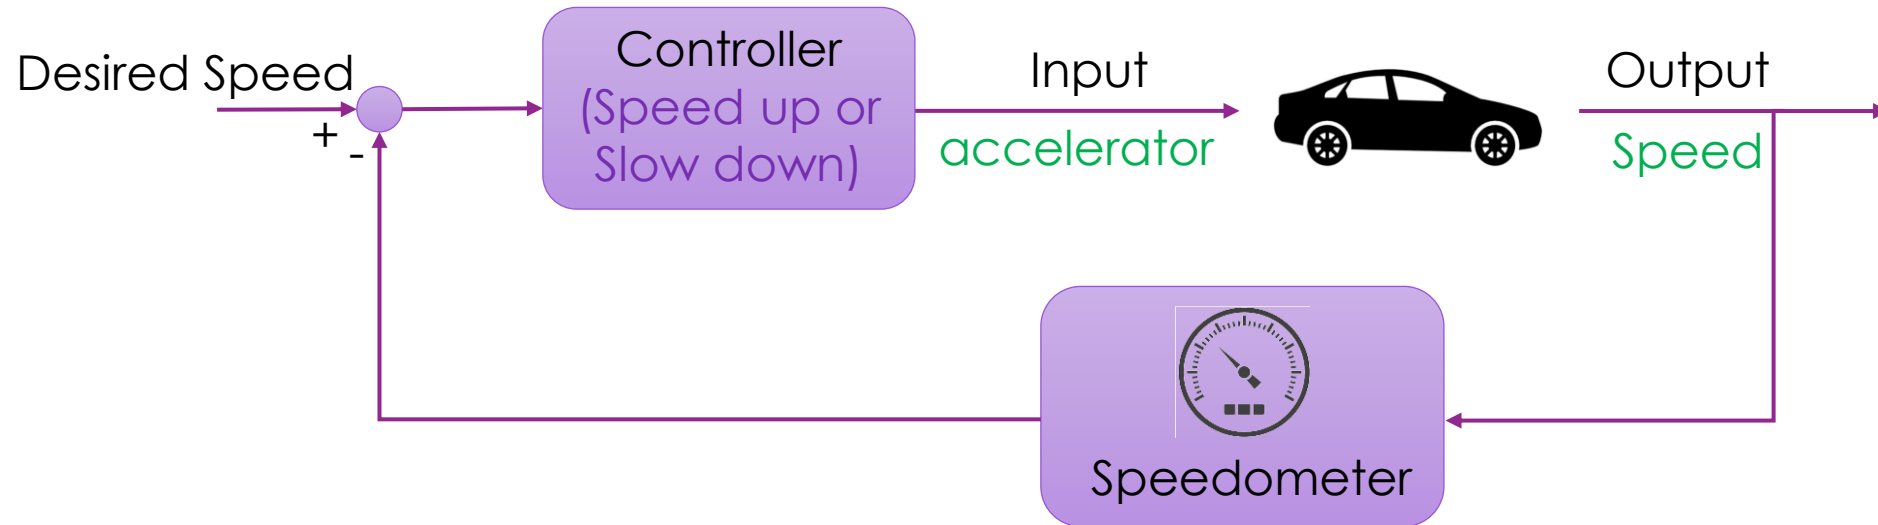 Desired Speed
+
-
Controller
(Speed up or
Slow down)
Input
accelerator
Output
Speed
Speedometer